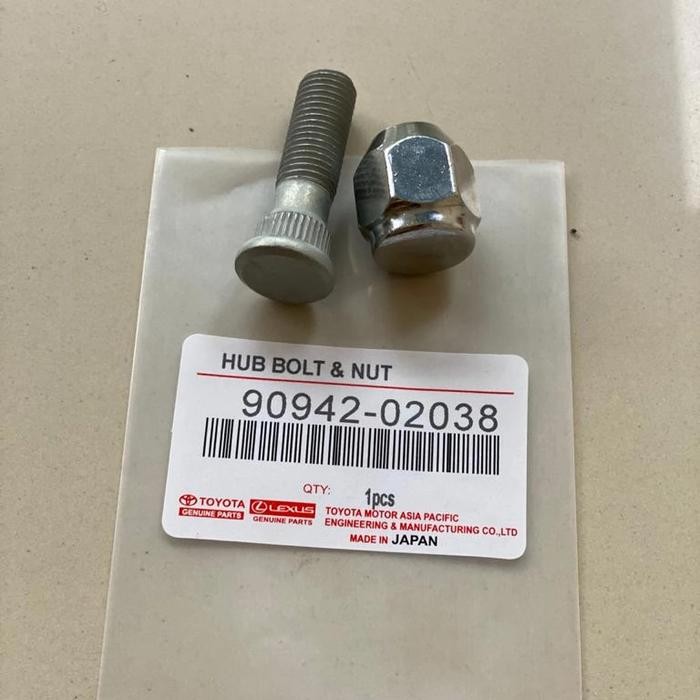 HUB BOLT & NUT
90942-02038
QTY: 1pcs
TOYOTA
GENUINE PARTS
LEXUS
GENUINE PARTS
TOYOTA MOTOR ASIA PACIFIC
ENGINEERING & MANUFACTURING CO.,LTD
MADE IN JAPAN